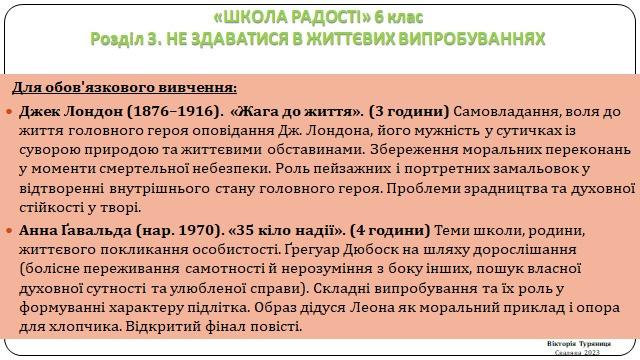 «ШКОЛА РАДОСТІ» 6 клас
Розділ 3. НЕ ЗДАВАТИСЯ В ЖИТТЄВИХ ВИПРОБУВАННЯХ
Для обов'язкового вивчення:
• Джек Лондон (1876–1916). «Жага до життя». (3 години) Самовладання, воля до
життя головного героя оповідання Дж. Лондона, його мужність у сутичках із
суворою природою та життєвими обставинами. Збереження моральних переконань
у моменти смертельної небезпеки. Роль пейзажних і портретних замальовок у
відтворенні внутрішнього стану головного героя. Проблеми зрадництва та духовної
стійкості у творі.
• Анна Ґавальда (нар. 1970). «35 кіло надії». (4 години) Теми школи, родини,
життєвого покликання особистості. Ґреґуар Дюбоск на шляху дорослішання
(болісне переживання самотності й нерозуміння з боку інших, пошук власної
духовної сутності та улюбленої справи). Складні випробування та їх роль у
формуванні характеру підлітка. Образ дідуся Леона як моральний приклад і опора
для хлопчика. Відкритий фінал повісті.
Вікторія Туряниця
Свалява 2023